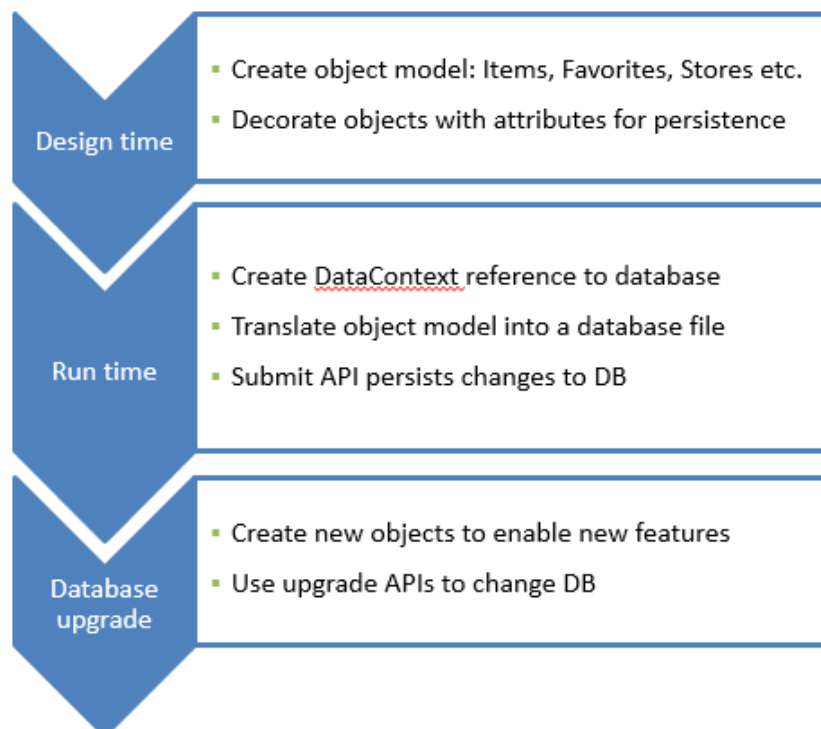 Design time
▪ Create object model: Items, Favorites, Stores etc.
▪ Decorate objects with attributes for persistence
Run time
▪ Create DataContext reference to database
▪ Translate object model into a database file
▪ Submit API persists changes to DB
Database
upgrade
▪ Create new objects to enable new features
▪ Use upgrade APIs to change DB